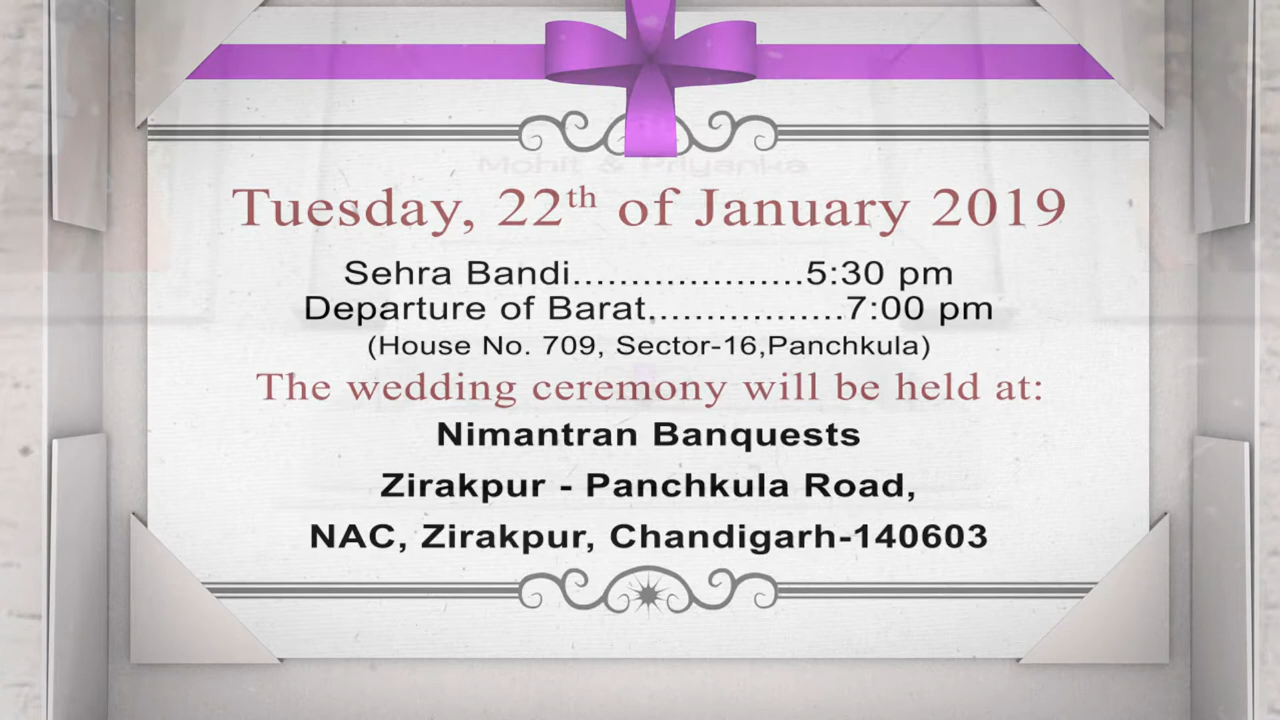 Mohit & Priyanka
Tuesday, 22th of January 2019
Sehra Bandi....................5:30 pm
Departure of Barat.................7:00 pm
(House No. 709, Sector-16,Panchkula)
The wedding ceremony will be held at:
Nimantran Banquests
Zirakpur - Panchkula Road,
NAC, Zirakpur, Chandigarh-140603